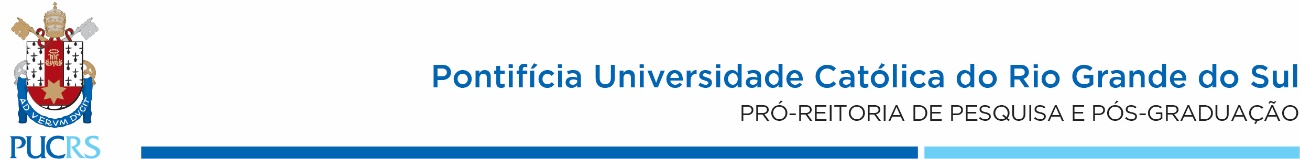 Pontifícia Universidade Católica do Rio Grande do Sul
PRÓ-REITORIA DE PESQUISA E PÓS-GRADUAÇÃO
AD VERVM DVCIT
PUCRS